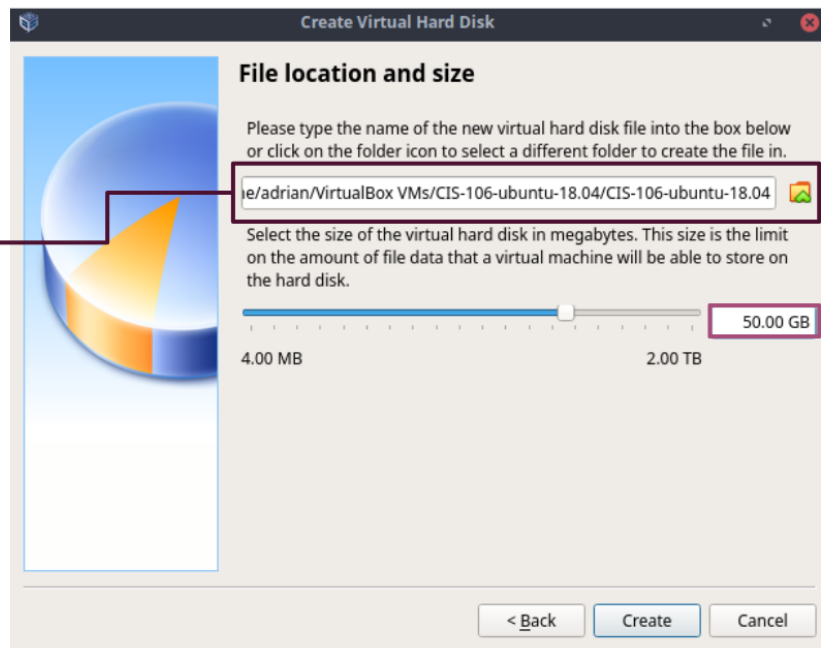 Create Virtual Hard Disk
File location and size
Please type the name of the new virtual hard disk file into the box below
or click on the folder icon to select a different folder to create the file in.
/adrian/VirtualBox VMs/CIS-106-ubuntu-18.04/CIS-106-ubuntu-18.04
Select the size of the virtual hard disk in megabytes. This size is the limit
on the amount of file data that a virtual machine will be able to store on
the hard disk.
50.00 GB
4.00 MB 2.00 TB
< Back Create Cancel